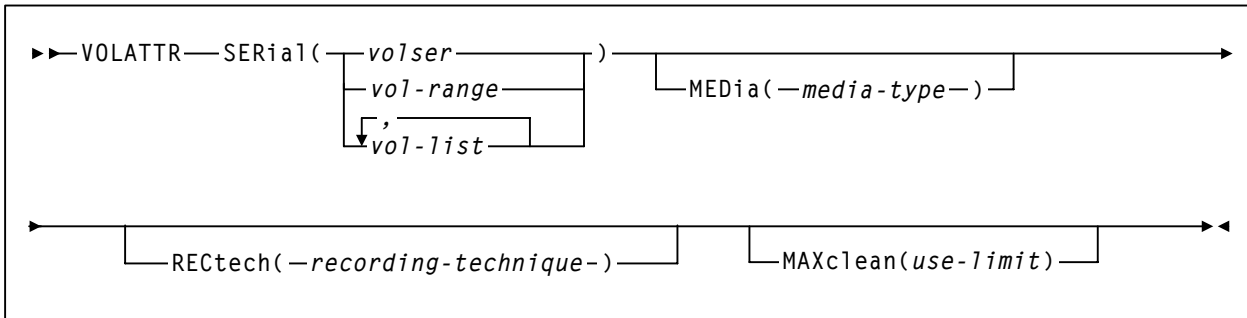 VOLATTR SERial( volser ) MEDia( media-type )
vol-range
,
vol-list
RECtech( recording-technique ) MAXclean(use-limit)